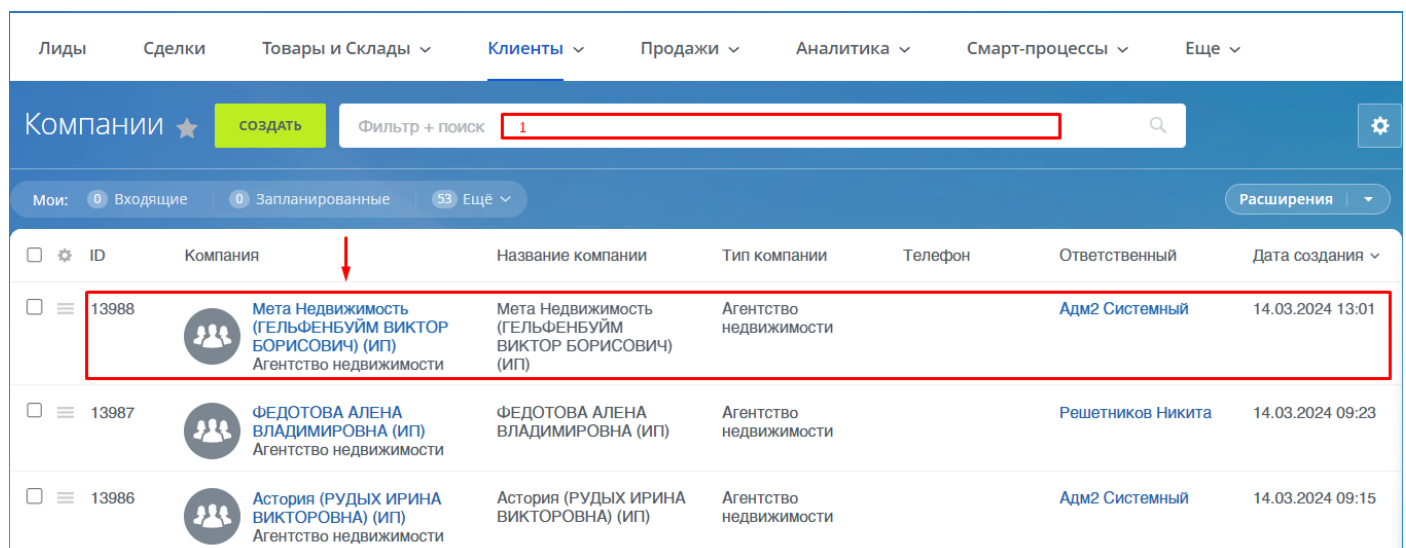 Лиды Сделки Товары и Склады Клиенты Продажи Аналитика Смарт-процессы Еще
Компании СОЗДАТЬ Фильтр + поиск 1
Мои: 0 Входящие 0 Запланированные 53 Ещё Расширения
ID Компания Название компании Тип компании Телефон Ответственный Дата создания
13988 Мета Недвижимость Мета Недвижимость Агентство Адм2 Системный 14.03.2024 13:01
(ГЕЛЬФЕНБУЙМ ВИКТОР (ГЕЛЬФЕНБУЙМ недвижимости
БОРИСОВИЧ) (ИП) ВИКТОР БОРИСОВИЧ)
Агентство недвижимости (ИП)
13987 ФЕДОТОВА АЛЕНА ФЕДОТОВА АЛЕНА Агентство Решетников Никита 14.03.2024 09:23
ВЛАДИМИРОВНА (ИП) ВЛАДИМИРОВНА (ИП) недвижимости
Агентство недвижимости
13986 Астория (РУДЫХ ИРИНА Астория (РУДЫХ ИРИНА Агентство Адм2 Системный 14.03.2024 09:15
ВИКТОРОВНА) (ИП) ВИКТОРОВНА) (ИП) недвижимости
Агентство недвижимости